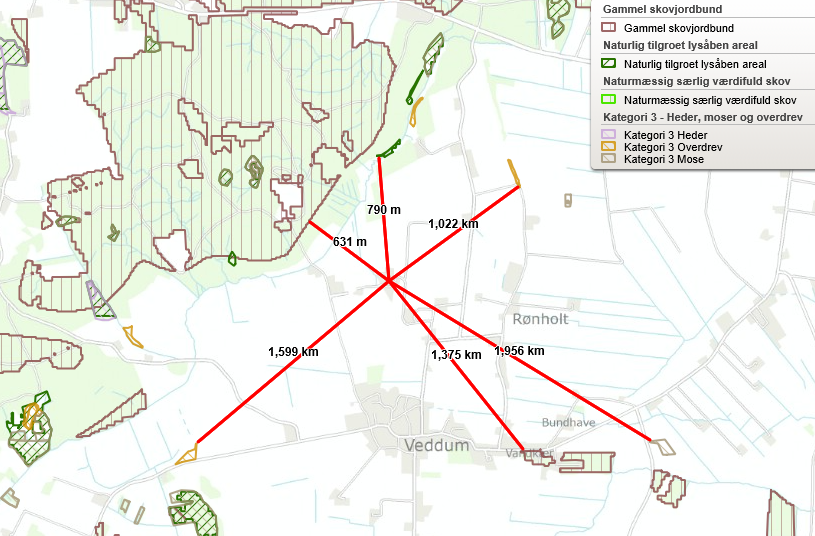 Gammel skovjordbund
Gammel skovjordbund
Naturlig tilgroet lysåben areal
Naturlig tilgroet lysåben areal
Naturmæssig særlig værdifuld skov
Naturmæssig særlig værdifuld skov
Kategori 3 - Heder, moser og overdrev
Kategori 3 Heder
Kategori 3 Overdrev
Kategori 3 Mose
790 m
1,022 km
631 m
Rønholt
1,599 km
1,375 km
1,956 km
Bundhave
Veddum
Vandkær